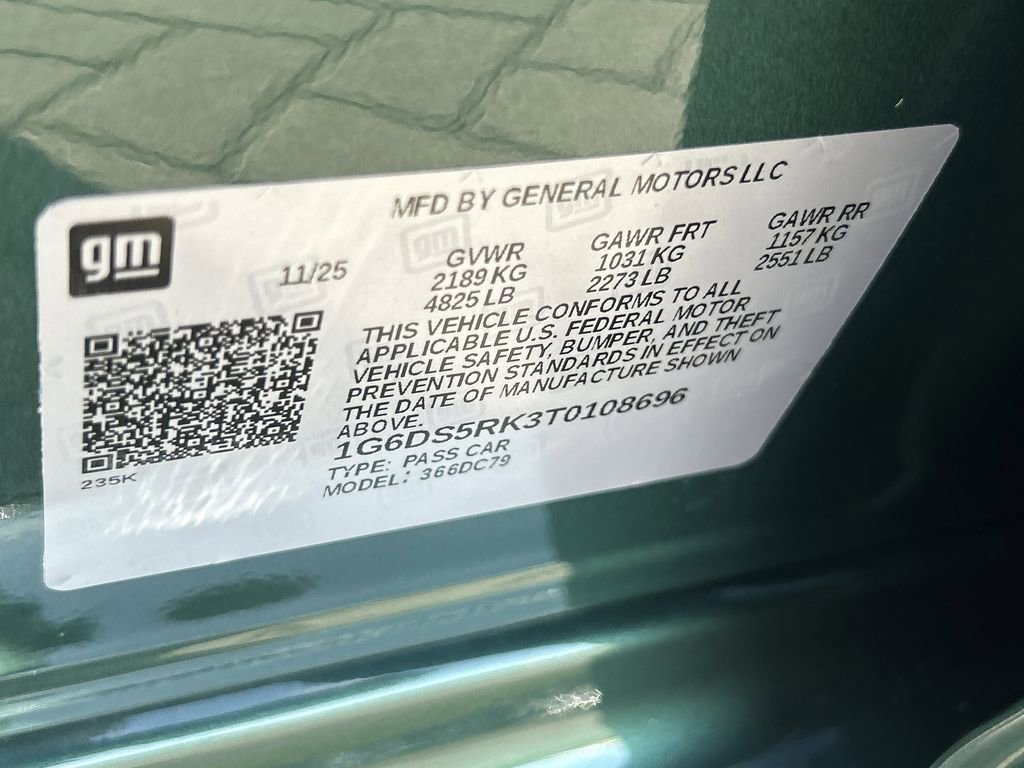 MFD BY GENERAL MOTORS LLC
gm
11/25
GVWR
2189 KG
4825 LB
GAWR FRT
1031 KG
2273 LB
GAWR RR
1157 KG
2551 LB
THIS VEHICLE CONFORMS TO ALL
APPLICABLE U.S. FEDERAL MOTOR
VEHICLE SAFETY, BUMPER, AND THEFT
PREVENTION STANDARDS IN EFFECT ON
THE DATE OF MANUFACTURE SHOWN
ABOVE.
1G6DS5RK3T0108696
TYPE: PASS CAR
MODEL: 366DC79
235K